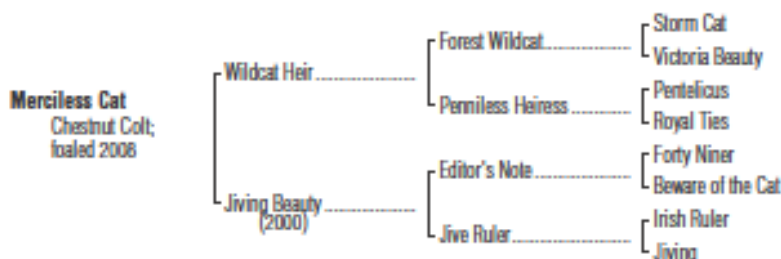 Merciless Cat
Chestnut Colt;
foaled 2008
Wildcat Heir
Jiving Beauty
(2000)
Forest Wildcat
Penniless Heiress
Editor's Note
Jive Ruler
Storm Cat
Victoria Beauty
Pentelicus
Royal Ties
Forty Niner
Beware of the Cat
Irish Ruler
Jiving